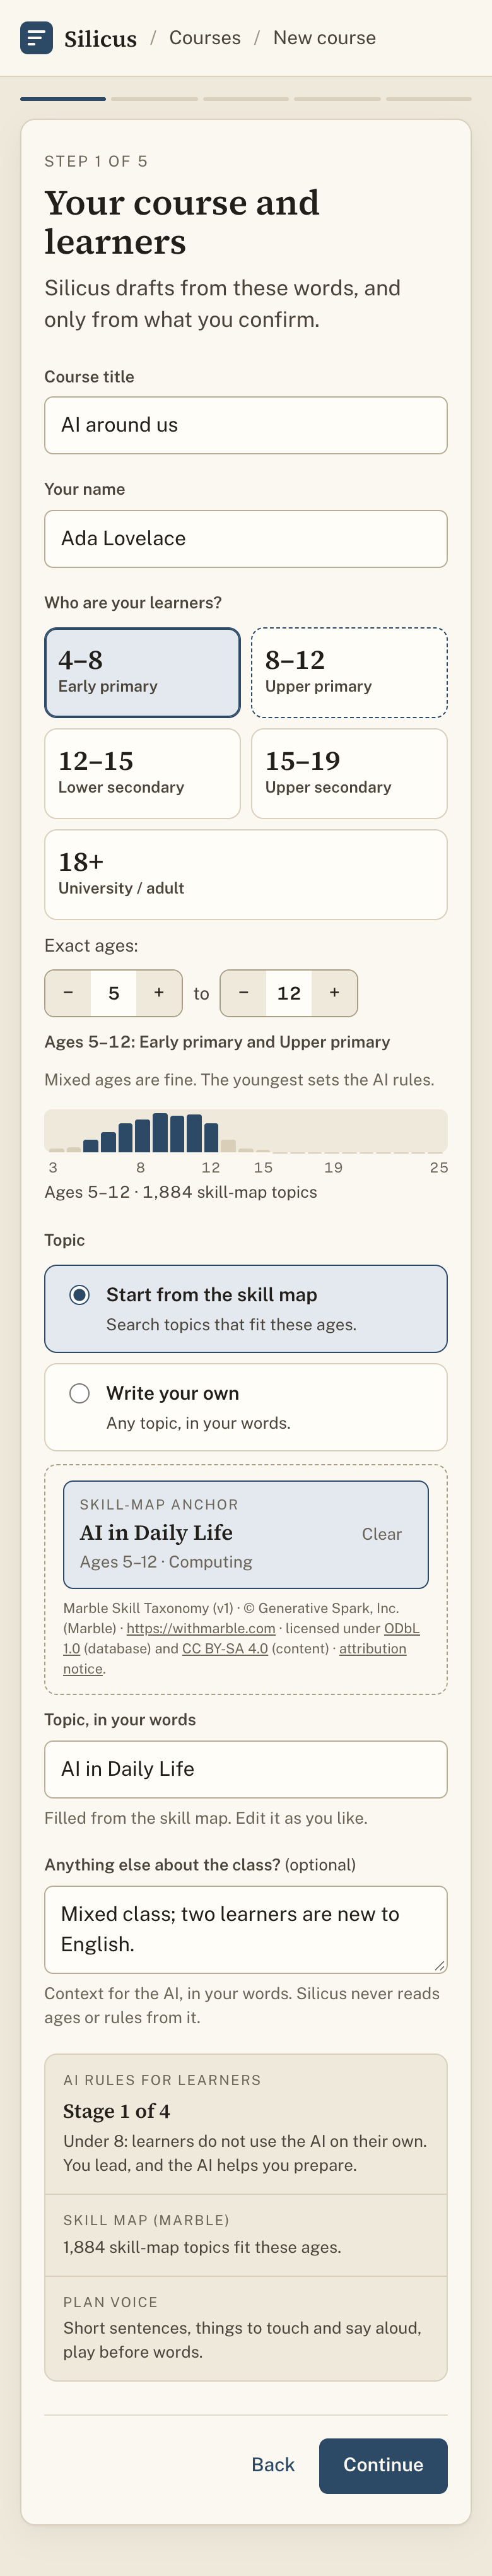 Silicus / Courses / New course
STEP 1 OF 5
Your course and
learners
Silicus drafts from these words, and
only from what you confirm.
Course title
AI around us
Your name
Ada Lovelace
Who are your learners?
4–8
Early primary
8–12
Upper primary
12–15
Lower secondary
15–19
Upper secondary
18+
University / adult
Exact ages:
− 5 + to − 12 +
Ages 5–12: Early primary and Upper primary
Mixed ages are fine. The youngest sets the AI rules.
3 8 12 15 19 25
Ages 5–12 · 1,884 skill-map topics
Topic
Start from the skill map
Search topics that fit these ages.
Write your own
Any topic, in your words.
SKILL-MAP ANCHOR
AI in Daily Life
Clear
Ages 5–12 · Computing
Marble Skill Taxonomy (v1) · © Generative Spark, Inc.
(Marble) · https://withmarble.com · licensed under ODbL
1.0 (database) and CC BY-SA 4.0 (content) · attribution
notice.
Topic, in your words
AI in Daily Life
Filled from the skill map. Edit it as you like.
Anything else about the class? (optional)
Mixed class; two learners are new to
English.
Context for the AI, in your words. Silicus never reads
ages or rules from it.
AI RULES FOR LEARNERS
Stage 1 of 4
Under 8: learners do not use the AI on their own.
You lead, and the AI helps you prepare.
SKILL MAP (MARBLE)
1,884 skill-map topics fit these ages.
PLAN VOICE
Short sentences, things to touch and say aloud,
play before words.
Back
Continue